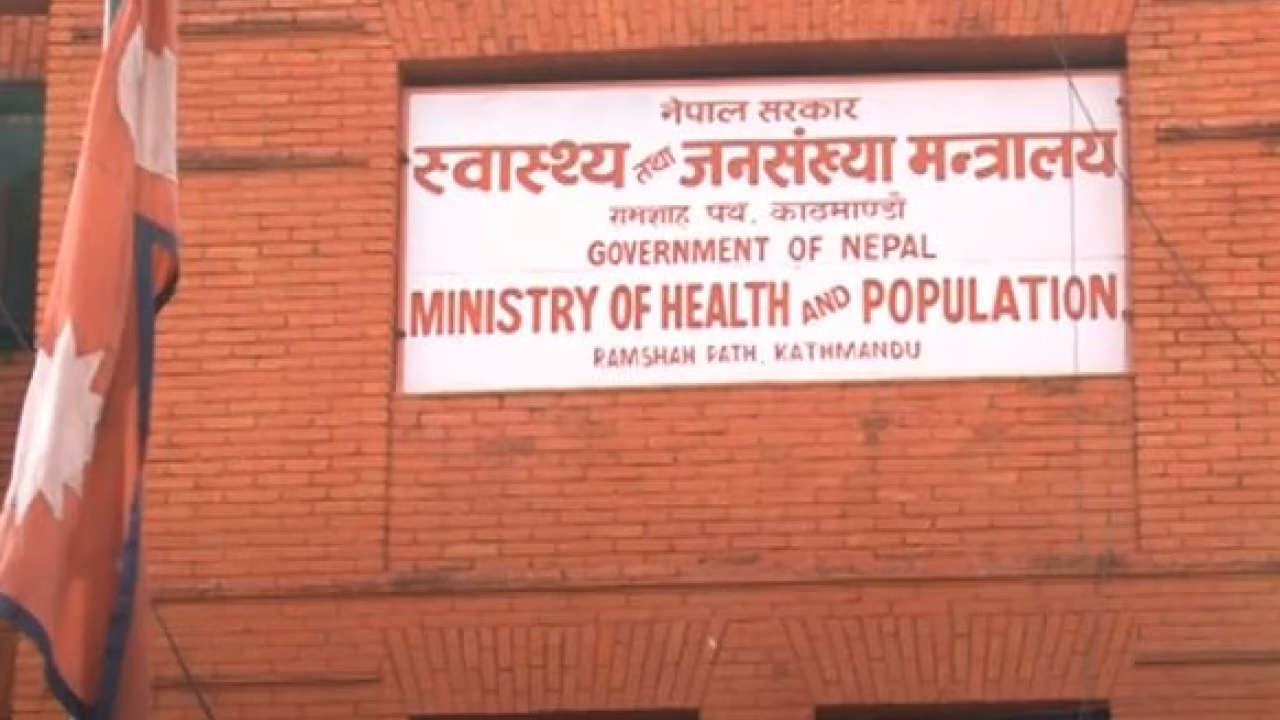 नेपाल सरकार
स्वास्थ्य तथा जनसंख्या मन्त्रालय
रामशाह पथ, काठमाण्डौ
GOVERNMENT OF NEPAL
MINISTRY OF HEALTH AND POPULATION
RAMSHAH PATH, KATHMANDU